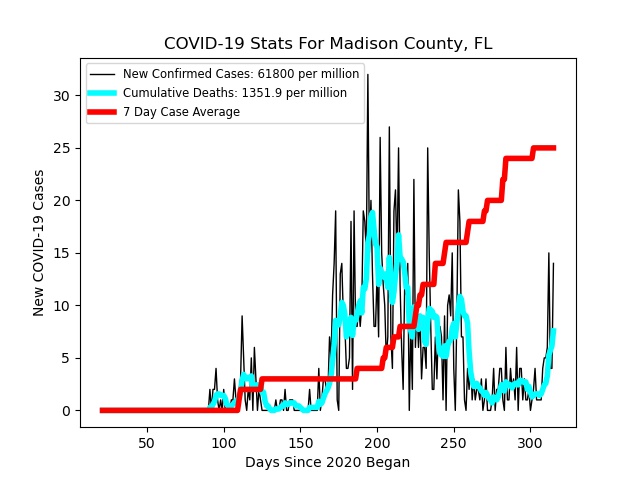 COVID-19 Stats For Madison County, FL
New Confirmed Cases: 61800 per million
Cumulative Deaths: 1351.9 per million
7 Day Case Average
New COVID-19 Cases
30
25
20
15
10
5
0
50
100
150
200
250
300
Days Since 2020 Began